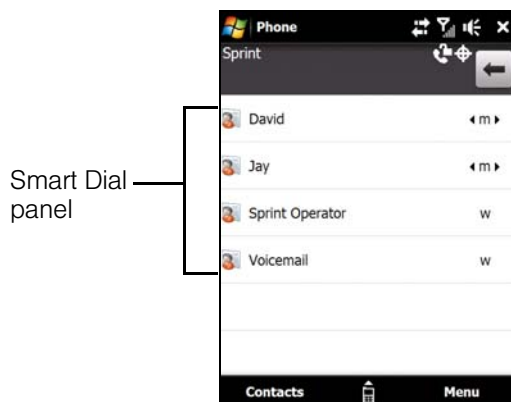 Phone
Sprint
David m
Jay m
Sprint Operator w
Voicemail w
Smart Dial
panel
Contacts Menu